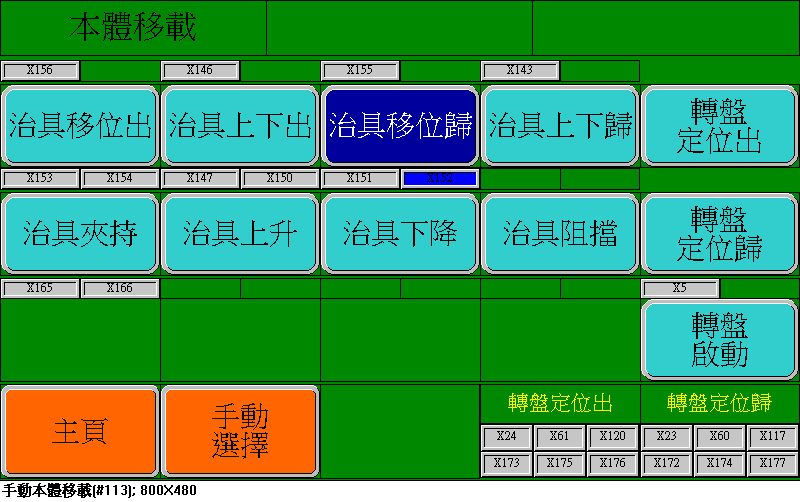 本體移載
X156 X146 X155 X143
治具移位出 治具上下出 治具移位歸 治具上下歸 轉盤
定位出
X153 X154 X147 X150 X151 X152
治具夾持 治具上升 治具下降 治具阻擋 轉盤
定位歸
X165 X166 X5
轉盤
啟動
主頁 手動
選擇
轉盤定位出 轉盤定位歸
X24 X61 X120 X23 X60 X117
X173 X175 X176 X172 X174 X177
手動本體移載(#113); 800X480